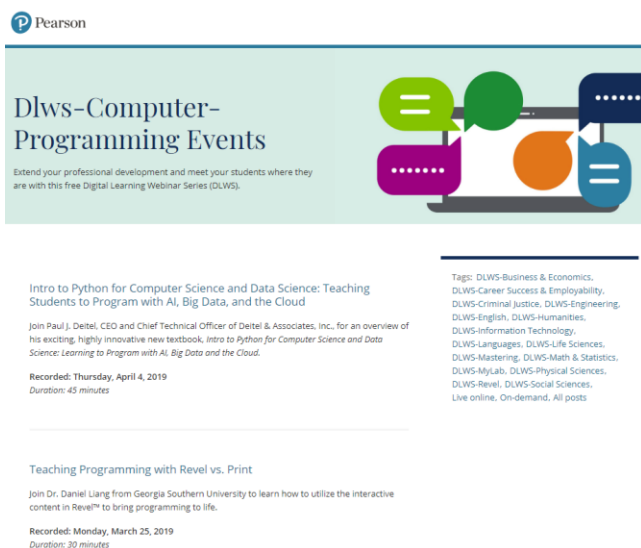 Pearson
Dlws-Computer-
Programming Events
Extend your professional development and meet your students where they
are with this free Digital Learning Webinar Series (DLWS).
Intro to Python for Computer Science and Data Science: Teaching
Students to Program with AI, Big Data, and the Cloud
Join Paul J. Deitel, CEO and Chief Technical Officer of Deitel & Associates, Inc., for an overview of
his exciting, highly innovative new textbook, Intro to Python for Computer Science and Data
Science: Learning to Program with AI, Big Data and the Cloud.
Recorded: Thursday, April 4, 2019
Duration: 45 minutes
Teaching Programming with Revel vs. Print
Join Dr. Daniel Liang from Georgia Southern University to learn how to utilize the interactive
content in Revel™ to bring programming to life.
Recorded: Monday, March 25, 2019
Duration: 30 minutes
Tags: DLWS-Business & Economics,
DLWS-Career Success & Employability,
DLWS-Criminal Justice, DLWS-Engineering,
DLWS-English, DLWS-Humanities,
DLWS-Information Technology,
DLWS-Languages, DLWS-Life Sciences,
DLWS-Mastering, DLWS-Math & Statistics,
DLWS-MyLab, DLWS-Physical Sciences,
DLWS-Revel, DLWS-Social Sciences,
Live online, On-demand, All posts